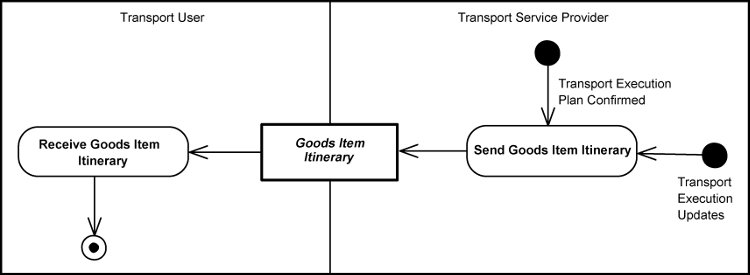 Transport User
Transport Service Provider
Transport Execution
Plan Confirmed
Receive Goods Item
Itinerary
Goods Item
Itinerary
Send Goods Item Itinerary
Transport
Execution
Updates